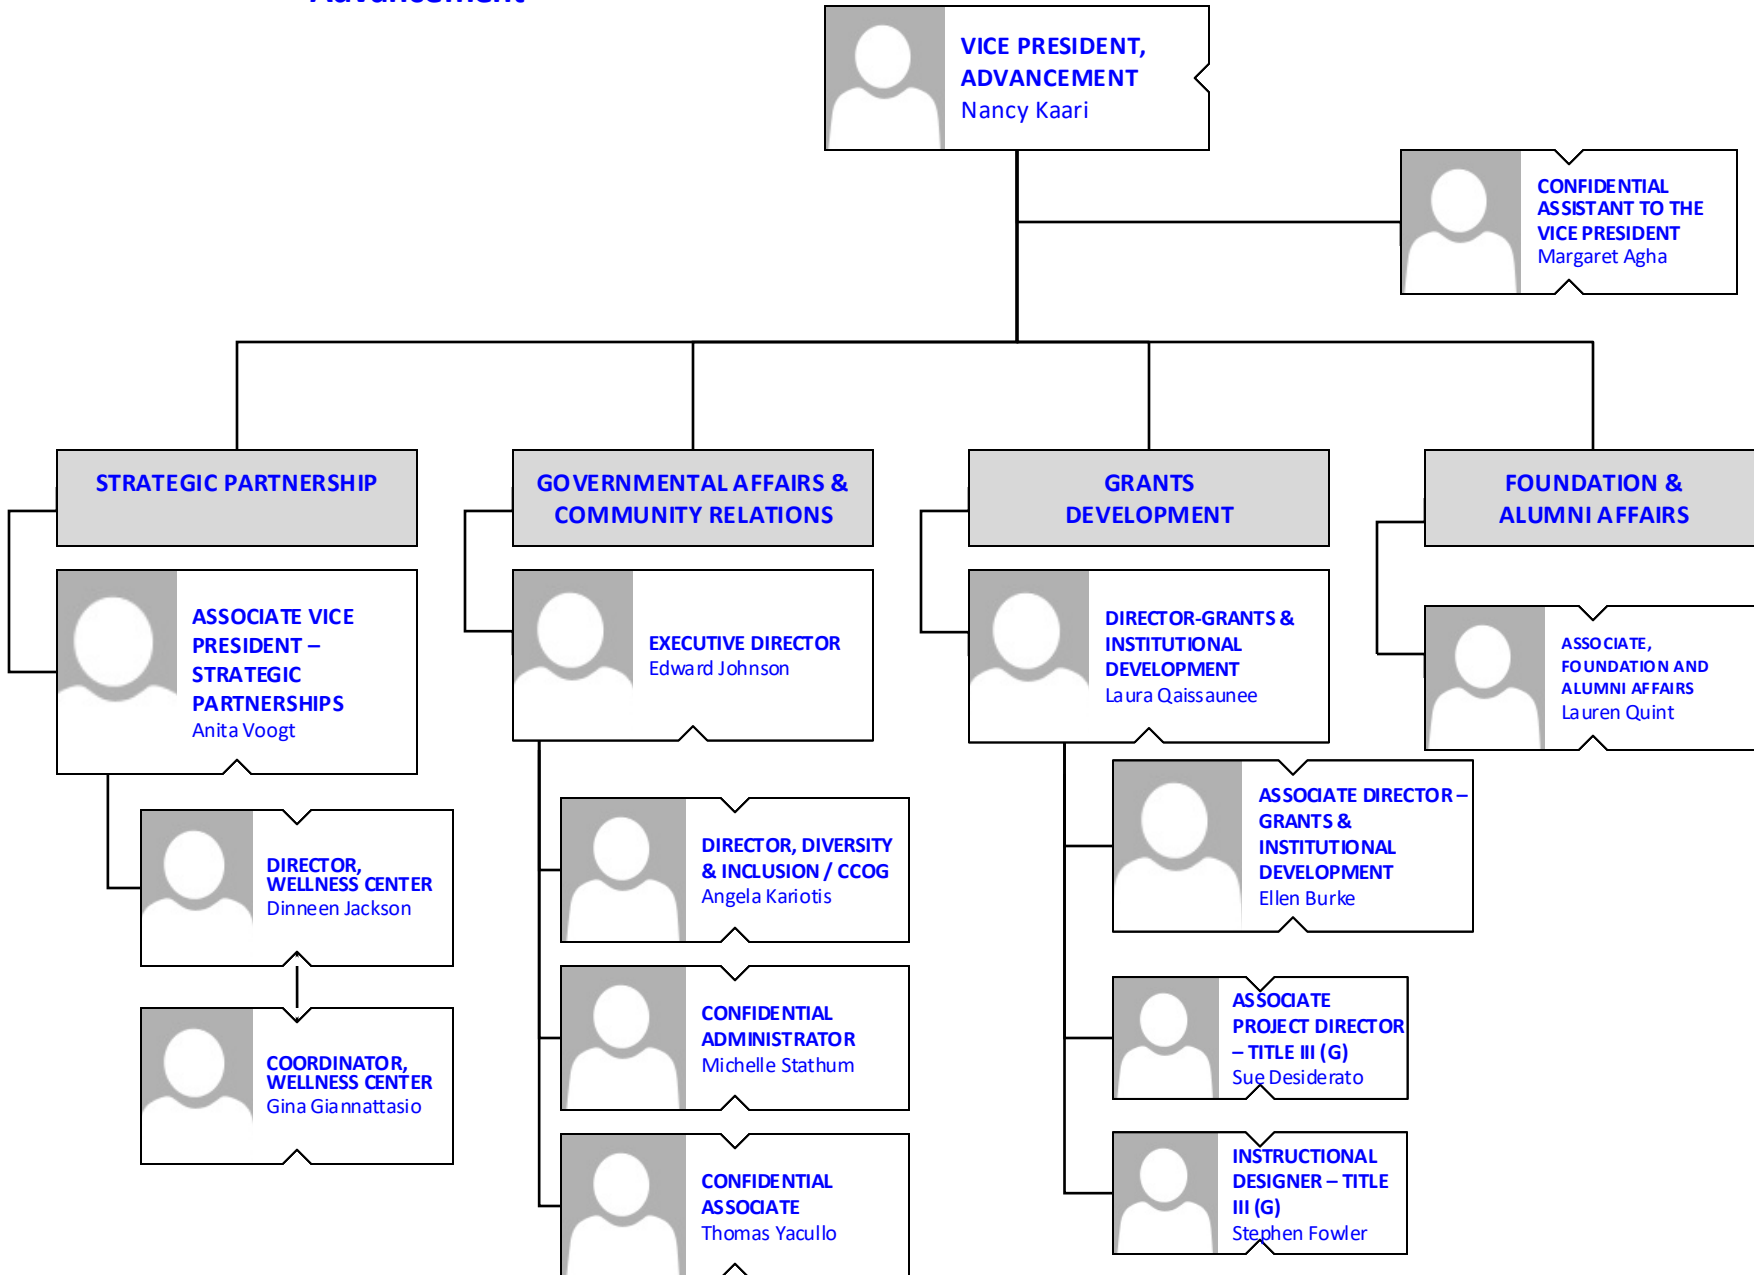 Advancement
VICE PRESIDENT,
ADVANCEMENT
Nancy Kaari
CONFIDENTIAL
ASSISTANT TO THE
VICE PRESIDENT
Margaret Agha
STRATEGIC PARTNERSHIP
ASSOCIATE VICE
PRESIDENT –
STRATEGIC
PARTNERSHIPS
Anita Voogt
DIRECTOR,
WELLNESS CENTER
Dinneen Jackson
COORDINATOR,
WELLNESS CENTER
Gina Giannattasio
GOVERNMENTAL AFFAIRS &
COMMUNITY RELATIONS
EXECUTIVE DIRECTOR
Edward Johnson
DIRECTOR, DIVERSITY
& INCLUSION / CCOG
Angela Kariotis
CONFIDENTIAL
ADMINISTRATOR
Michelle Stathum
CONFIDENTIAL
ASSOCIATE
Thomas Yacullo
GRANTS
DEVELOPMENT
DIRECTOR-GRANTS &
INSTITUTIONAL
DEVELOPMENT
Laura Qaissaunee
ASSOCIATE DIRECTOR –
GRANTS &
INSTITUTIONAL
DEVELOPMENT
Ellen Burke
ASSOCIATE
PROJECT DIRECTOR
– TITLE III (G)
Sue Desiderato
INSTRUCTIONAL
DESIGNER – TITLE
III (G)
Stephen Fowler
FOUNDATION &
ALUMNI AFFAIRS
ASSOCIATE,
FOUNDATION AND
ALUMNI AFFAIRS
Lauren Quint